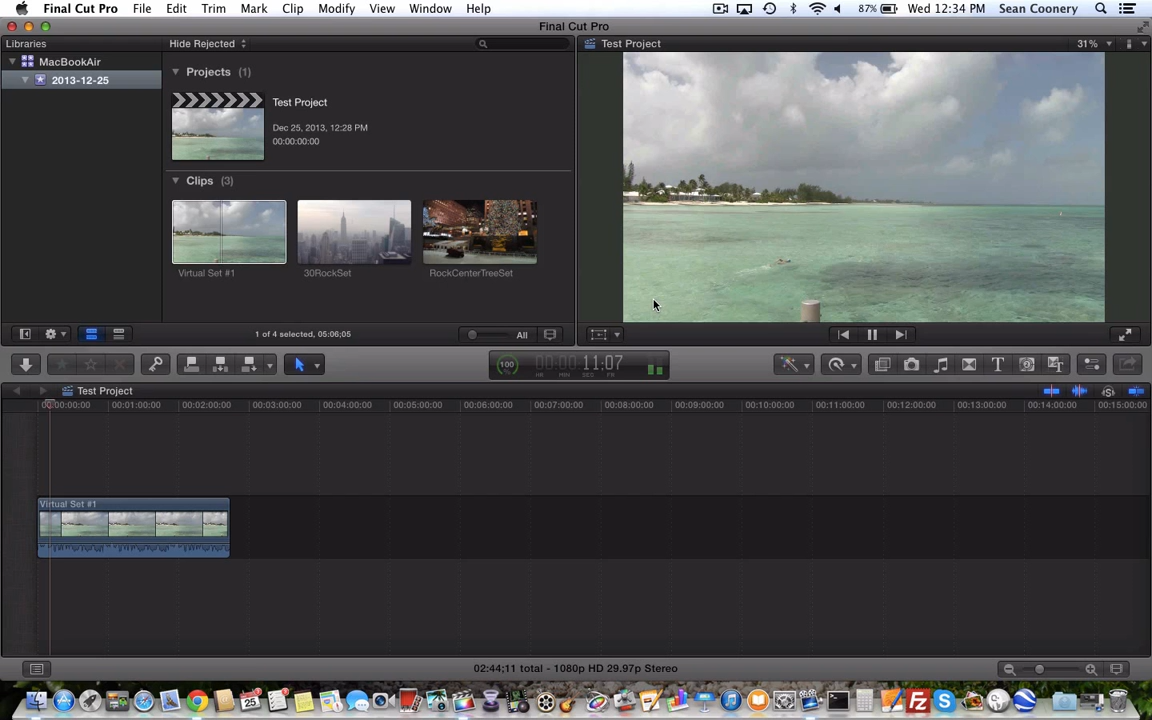 Final Cut Pro File Edit Trim Mark Clip Modify View Window Help 87% Wed 12:34 PM Sean Coonery
Final Cut Pro
Libraries Hide Rejected Test Project 31%
MacBookAir
2013-12-25
Projects (1)
Test Project
Dec 25, 2013, 12:28 PM
00:00:00:00
Clips (3)
Virtual Set #1 30RockSet RockCenterTreeSet
1 of 4 selected, 05:06;05 All
100 00:00:11:07
HR MIN SEC FR
Test Project
00:00:00:00 00:01:00:00 00:02:00:00 00:03:00:00 00:04:00:00 00:05:00:00 00:06:00:00 00:07:00:00 00:08:00:00 00:09:00:00 00:10:00:00 00:11:00:00 00:12:00:00 00:13:00:00 00:14:00:00 00:15:00:00
Virtual Set #1
02:44;11 total - 1080p HD 29.97p Stereo